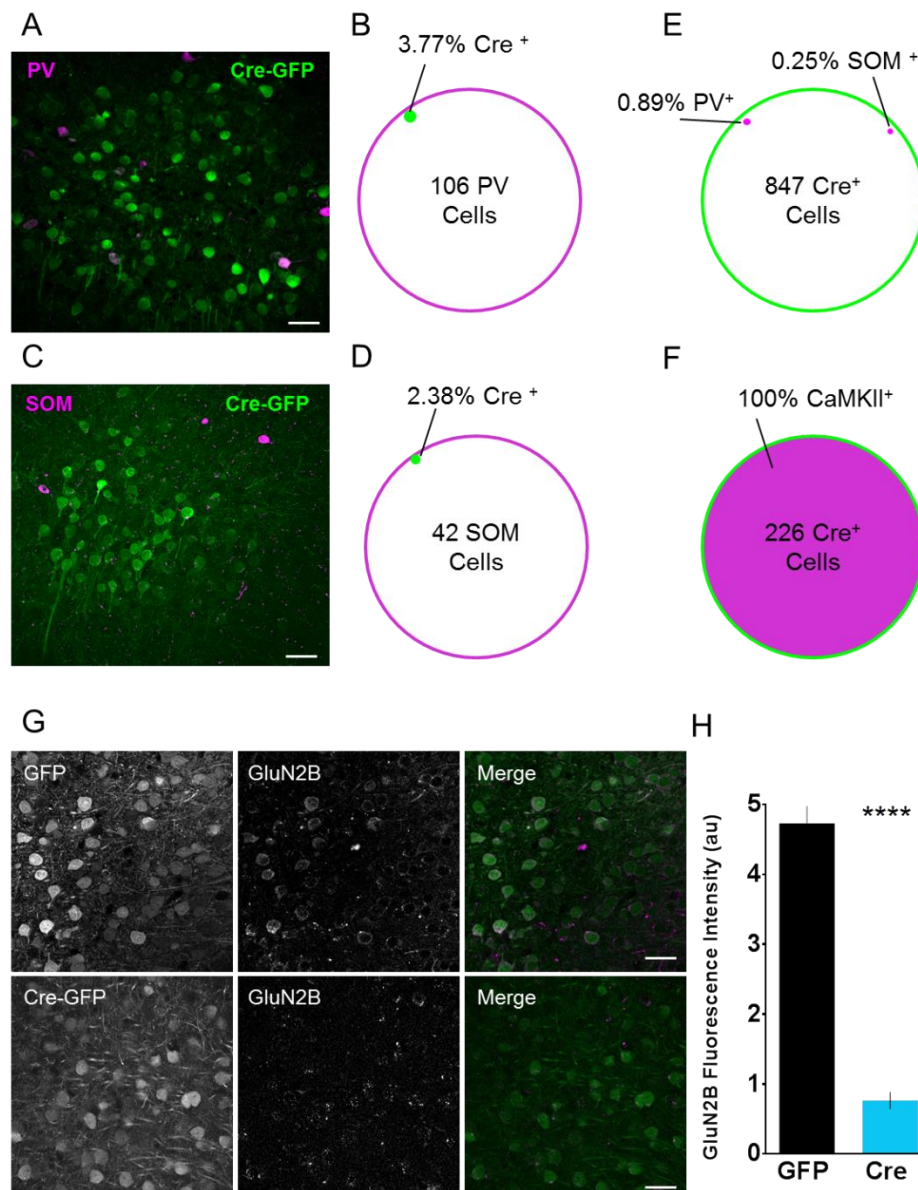 A
PV
Cre-GFP
B
3.77% Cre +
106 PV
Cells
E
0.25% SOM +
0.89% PV+
847 Cre+
Cells
C
SOM
Cre-GFP
D
2.38% Cre +
42 SOM
Cells
F
100% CaMKII+
226 Cre+
Cells
G
GFP
GluN2B
Merge
Cre-GFP
GluN2B
Merge
H
GluN2B Fluorescence Intensity (au)
5
4
3
2
1
0
****
GFP
Cre